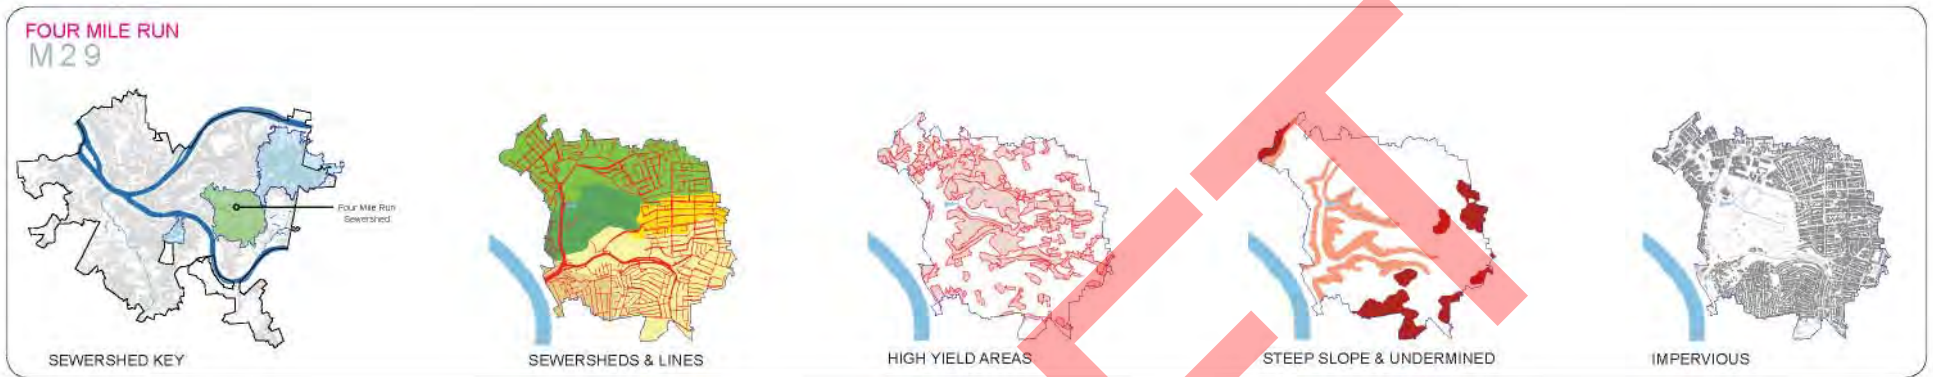 FOUR MILE RUN
M29
Four Mile Run
Sewershed
SEWERSHED KEY
SEWERSHEDS & LINES
HIGH YIELD AREAS
STEEP SLOPE & UNDERMINED
IMPERVIOUS